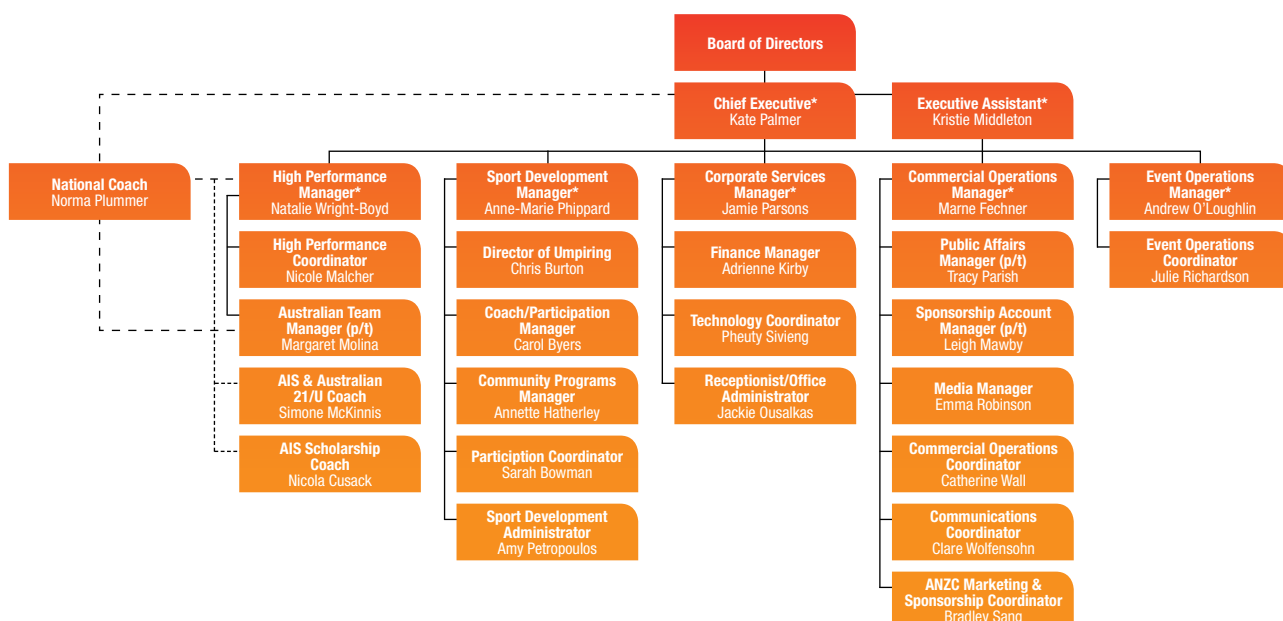 Board of Directors
Chief Executive*
Kate Palmer
Executive Assistant*
Kristie Middleton
National Coach
Norma Plummer
High Performance
Manager*
Natalie Wright-Boyd
High Performance
Coordinator
Nicole Malcher
Australian Team
Manager (p/t)
Margaret Molina
AIS & Australian
21/U Coach
Simone McKinnis
AIS Scholarship
Coach
Nicola Cusack
Sport Development
Manager*
Anne-Marie Phippard
Director of Umpiring
Chris Burton
Coach/Participation
Manager
Carol Byers
Community Programs
Manager
Annette Hatherley
Particiption Coordinator
Sarah Bowman
Sport Development
Administrator
Amy Petropoulos
Corporate Services
Manager*
Jamie Parsons
Finance Manager
Adrienne Kirby
Technology Coordinator
Pheuty Sivieng
Receptionist/Office
Administrator
Jackie Ousalkas
Commercial Operations
Manager*
Marne Fechner
Public Affairs
Manager (p/t)
Tracy Parish
Sponsorship Account
Manager (p/t)
Leigh Mawby
Media Manager
Emma Robinson
Commercial Operations
Coordinator
Catherine Wall
Communications
Coordinator
Clare Wolfensohn
ANZC Marketing &
Sponsorship Coordinator
Bradley Sang
Event Operations
Manager*
Andrew O'Loughlin
Event Operations
Coordinator
Julie Richardson